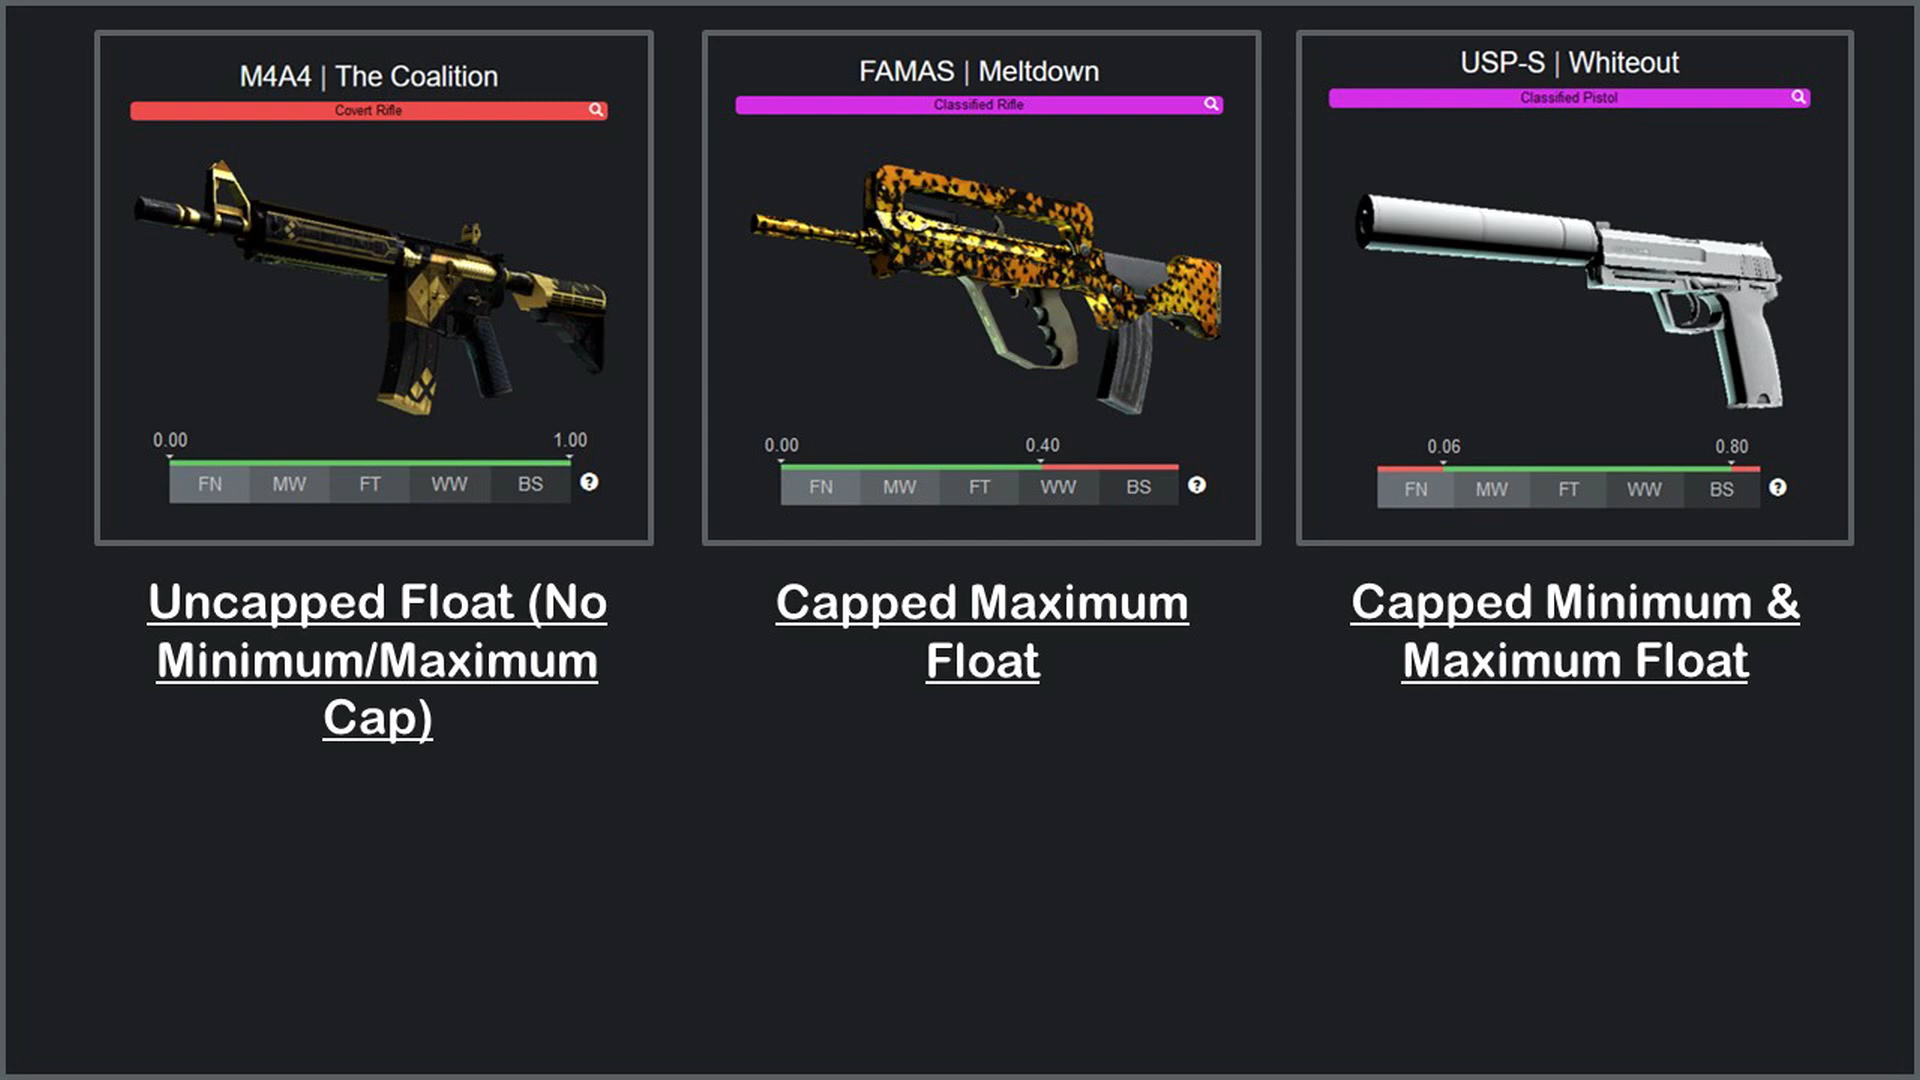 M4A4 | The Coalition
Covert Rifle
0.00 1.00
FN MW FT WW BS ?
Uncapped Float (No
Minimum/Maximum
Cap)
FAMAS | Meltdown
Classified Rifle
0.00 0.40
FN MW FT WW BS ?
Capped Maximum
Float
USP-S | Whiteout
Classified Pistol
0.06 0.80
FN MW FT WW BS ?
Capped Minimum &
Maximum Float